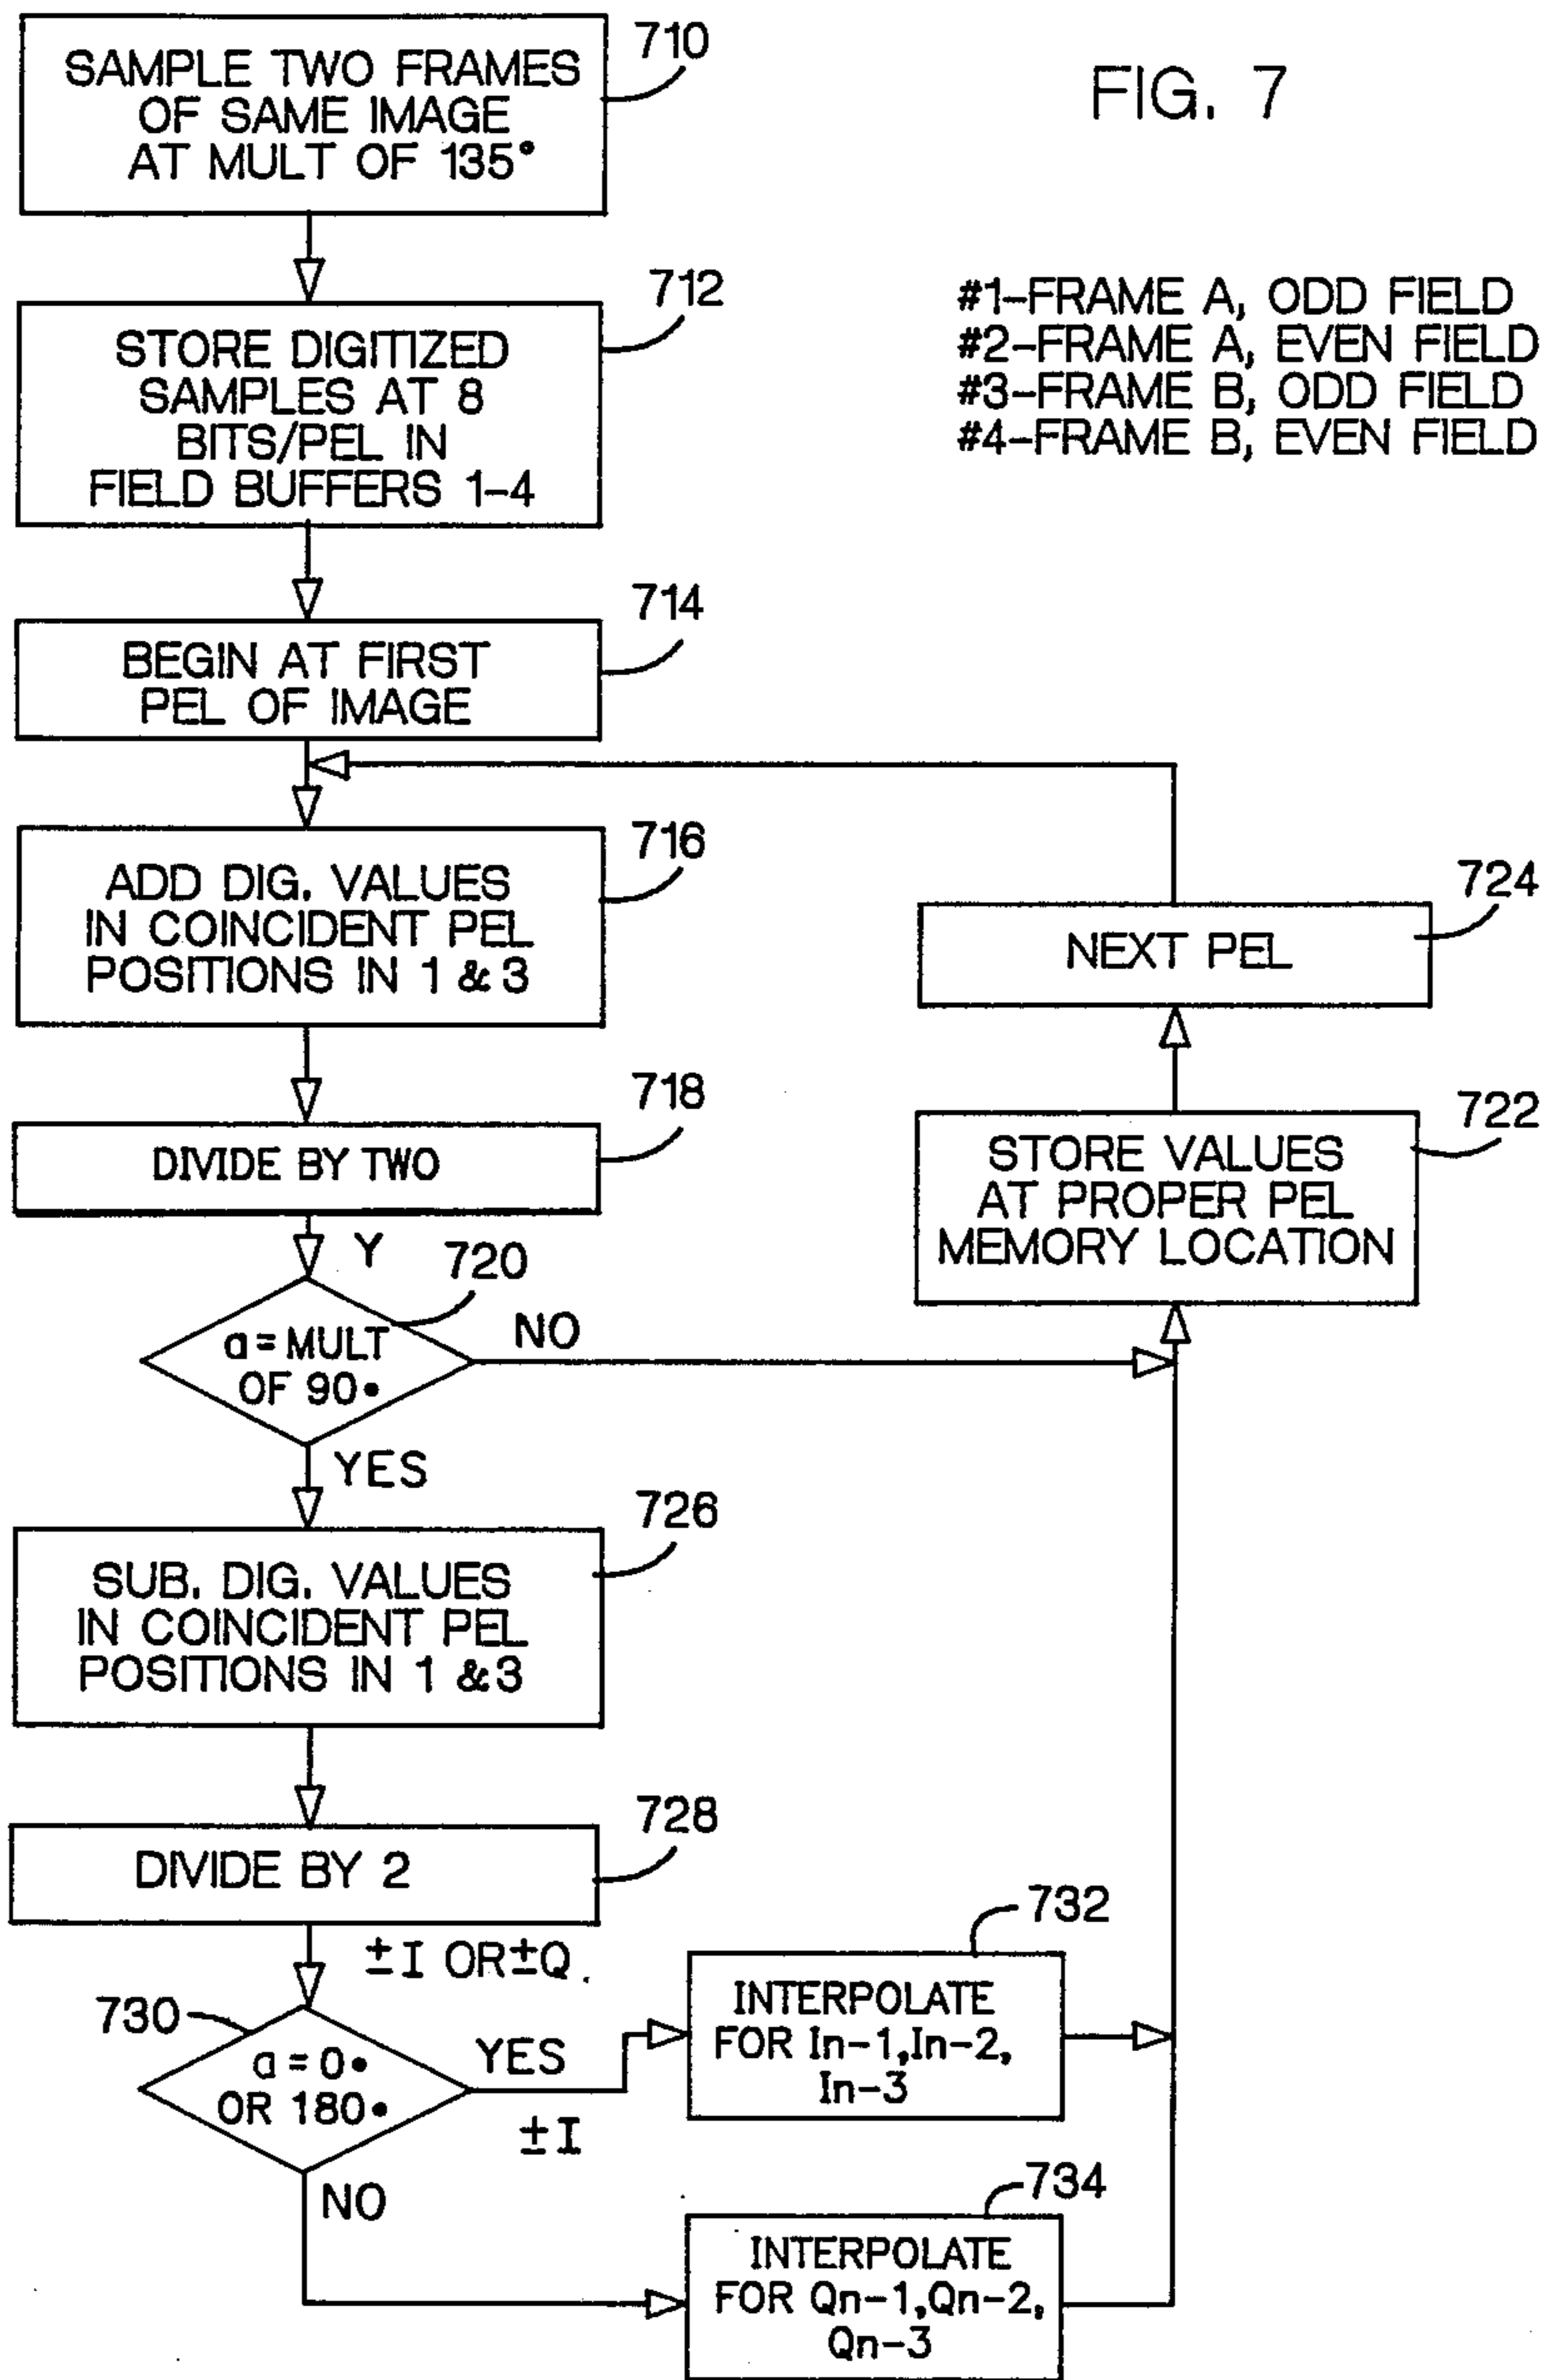 FIG. 7
710
SAMPLE TWO FRAMES
OF SAME IMAGE
AT MULT OF 135°
#1-FRAME A, ODD FIELD
#2-FRAME A, EVEN FIELD
#3-FRAME B, ODD FIELD
#4-FRAME B, EVEN FIELD
712
STORE DIGITIZED
SAMPLES AT 8
BITS/PEL IN
FIELD BUFFERS 1-4
714
BEGIN AT FIRST
PEL OF IMAGE
716
ADD DIG. VALUES
IN COINCIDENT PEL
POSITIONS IN 1 & 3
724
NEXT PEL
718
DIVIDE BY TWO
722
STORE VALUES
AT PROPER PEL
MEMORY LOCATION
Y
720
a = MULT
OF 90•
NO
YES
726
SUB. DIG. VALUES
IN COINCIDENT PEL
POSITIONS IN 1 & 3
728
DIVIDE BY 2
±I OR ±Q
730
a = 0•
OR 180•
YES
±I
NO
732
INTERPOLATE
FOR In-1,In-2,
In-3
734
INTERPOLATE
FOR Qn-1,Qn-2,
Qn-3